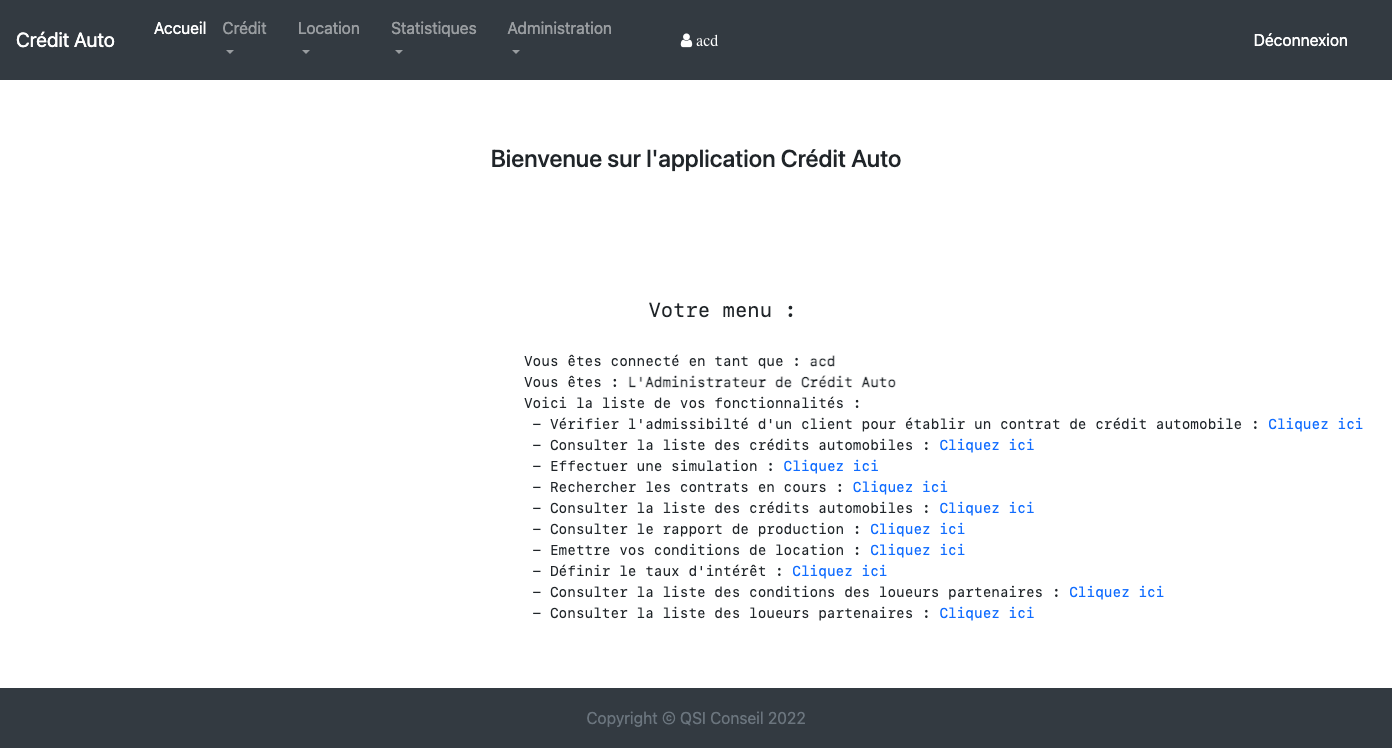 Crédit Auto Accueil Crédit Location Statistiques Administration acd Déconnexion
Bienvenue sur l'application Crédit Auto
Votre menu :
Vous êtes connecté en tant que : acd
Vous êtes : L'Administrateur de Crédit Auto
Voici la liste de vos fonctionnalités :
– Vérifier l'admissibilté d'un client pour établir un contrat de crédit automobile : Cliquez ici
– Consulter la liste des crédits automobiles : Cliquez ici
– Effectuer une simulation : Cliquez ici
– Rechercher les contrats en cours : Cliquez ici
– Consulter la liste des crédits automobiles : Cliquez ici
– Consulter le rapport de production : Cliquez ici
– Emettre vos conditions de location : Cliquez ici
– Définir le taux d'intérêt : Cliquez ici
– Consulter la liste des conditions des loueurs partenaires : Cliquez ici
– Consulter la liste des loueurs partenaires : Cliquez ici
Copyright © QSI Conseil 2022